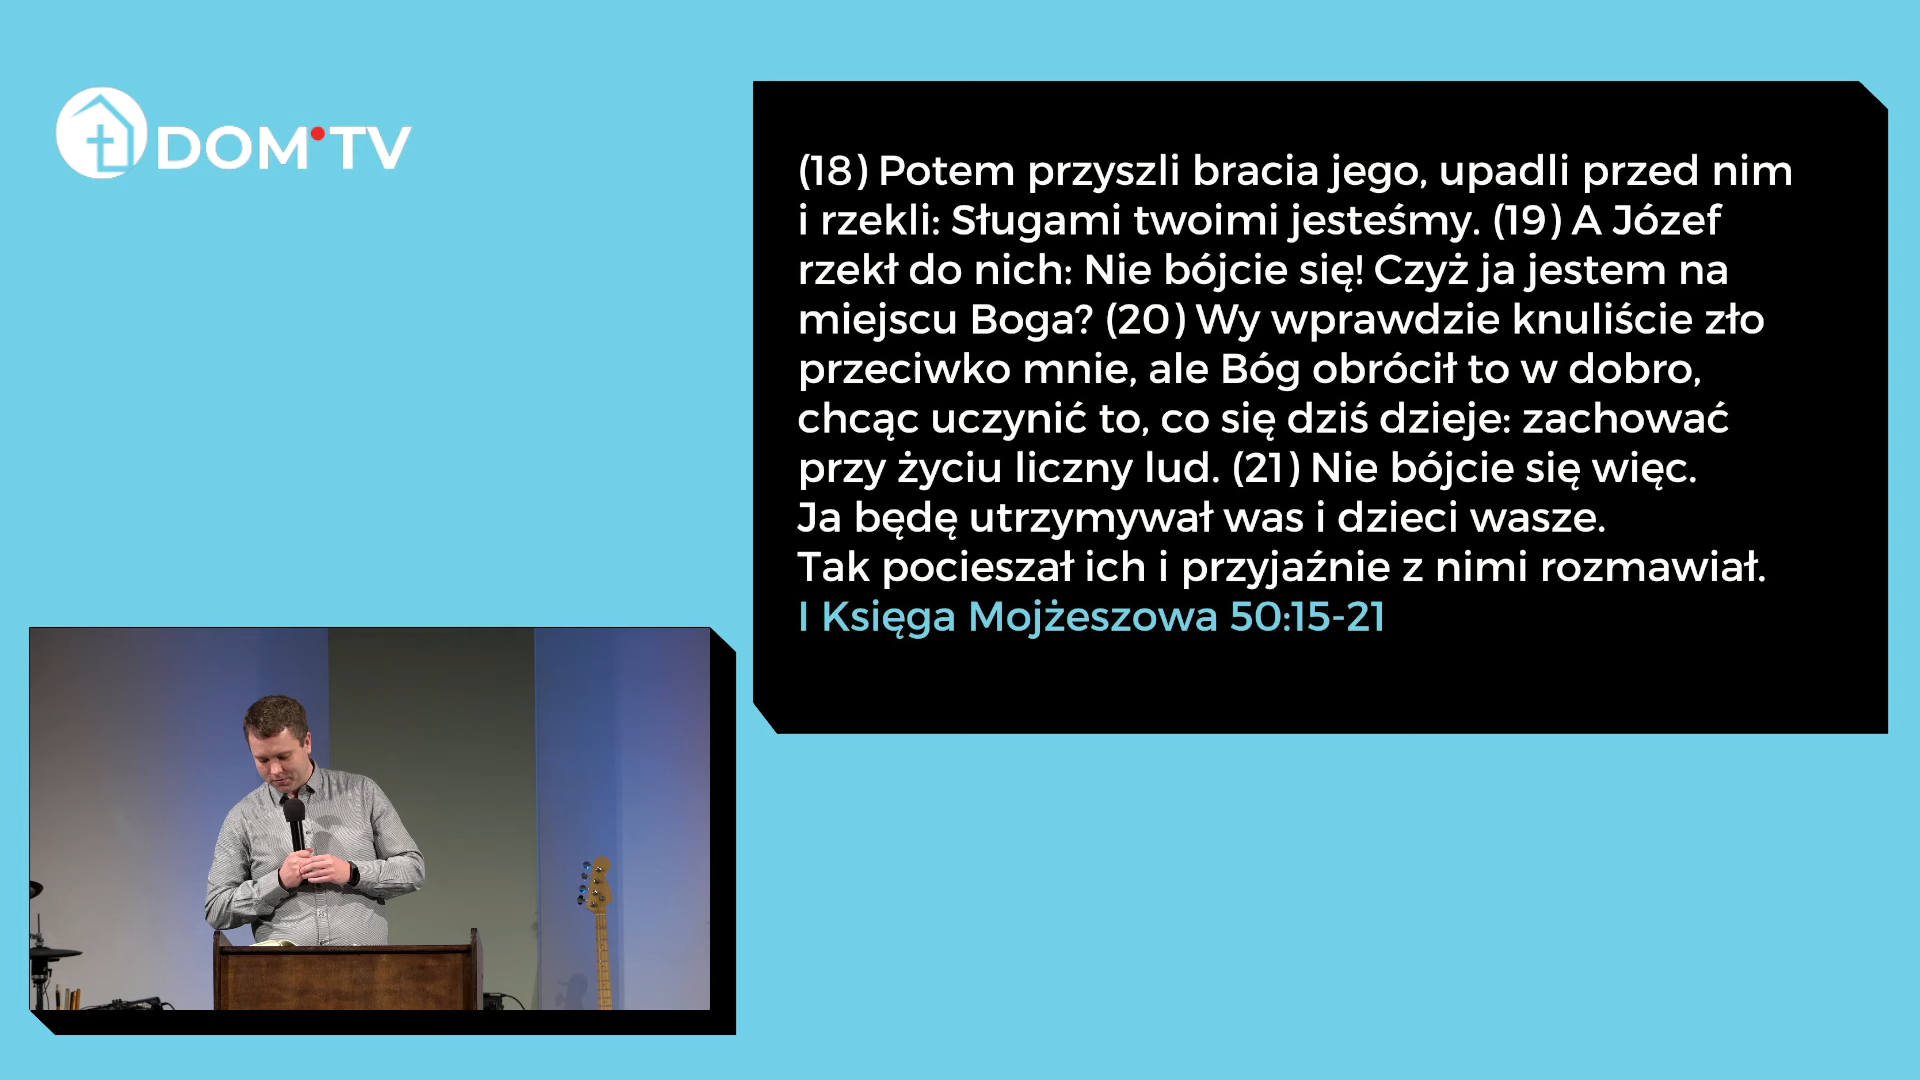 DOM TV
(18) Potem przyszli bracia jego, upadli przed nim
i rzekli: Sługami twoimi jesteśmy. (19) A Józef
rzekł do nich: Nie bójcie się! Czyż ja jestem na
miejscu Boga? (20) Wy wprawdzie knuliście zło
przeciwko mnie, ale Bóg obrócił to w dobro,
chcąc uczynić to, co się dziś dzieje: zachować
przy życiu liczny lud. (21) Nie bójcie się więc.
Ja będę utrzymywał was i dzieci wasze.
Tak pocieszał ich i przyjaźnie z nimi rozmawiał.
I Księga Mojżeszowa 50:15-21